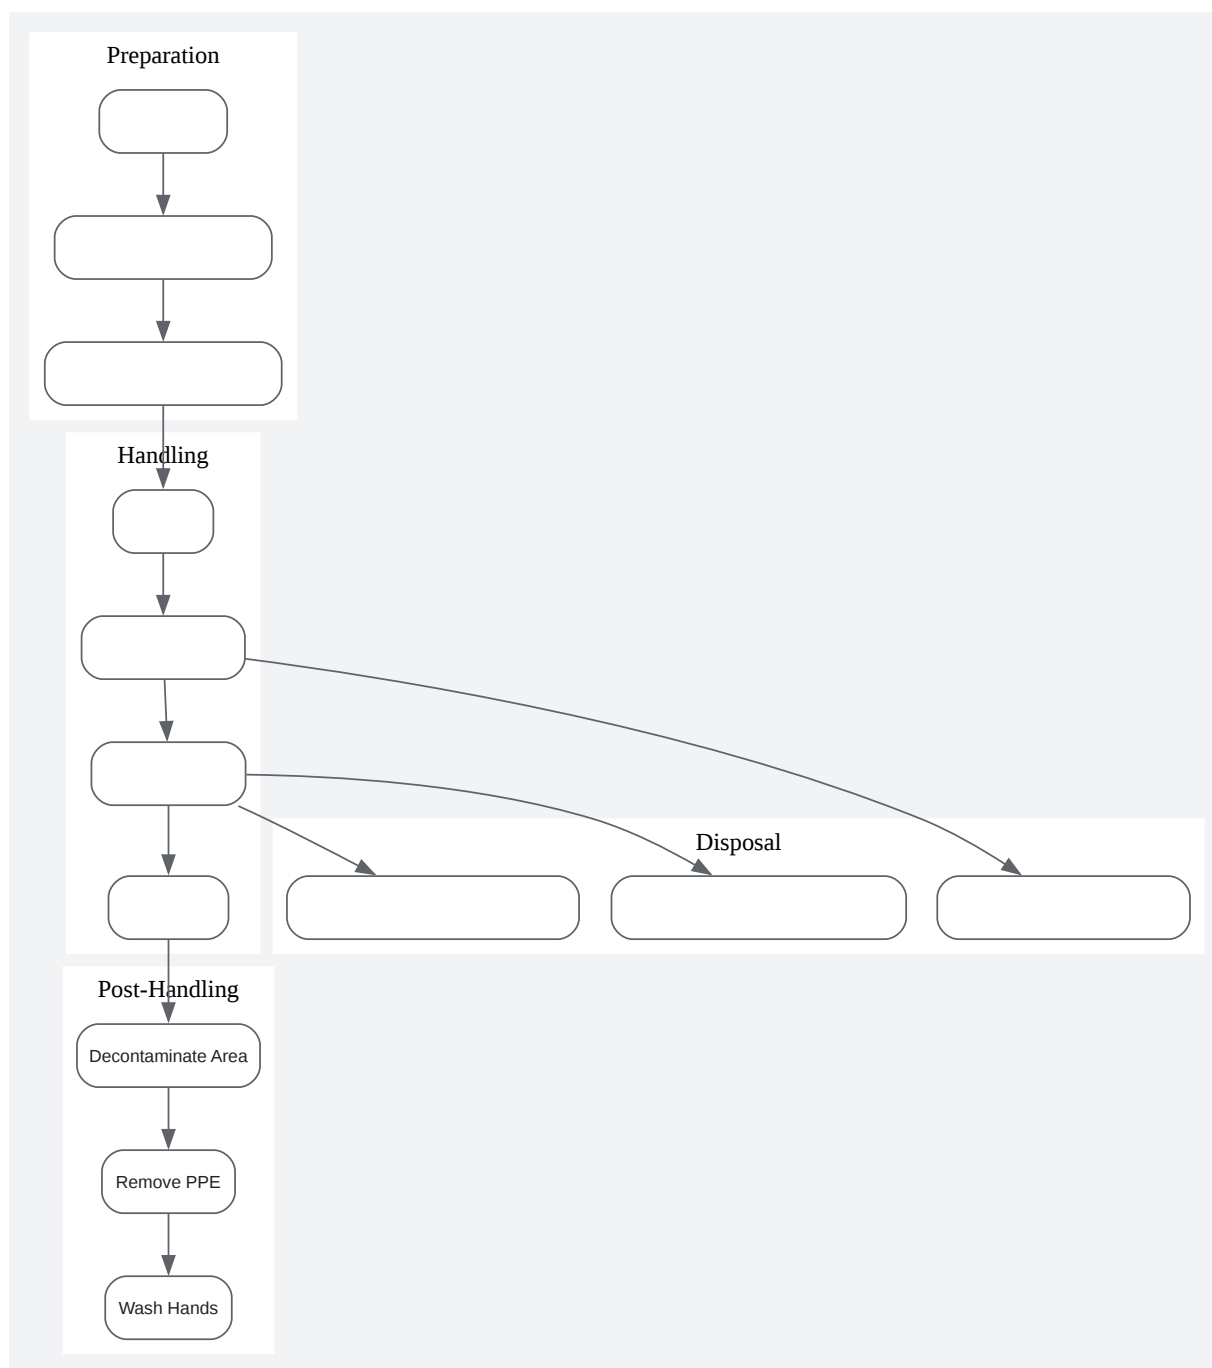 Preparation
Handling
Disposal
Post-Handling
Decontaminate Area
Remove PPE
Wash Hands